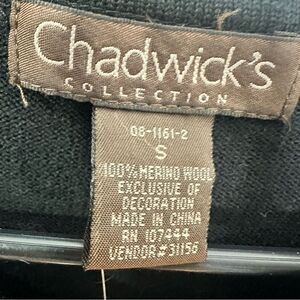 Chadwick's
COLLECTION
08-1161-2
S
100% MERINO WOOL
EXCLUSIVE OF
DECORATION
MADE IN CHINA
RN 107444
VENDOR#31156